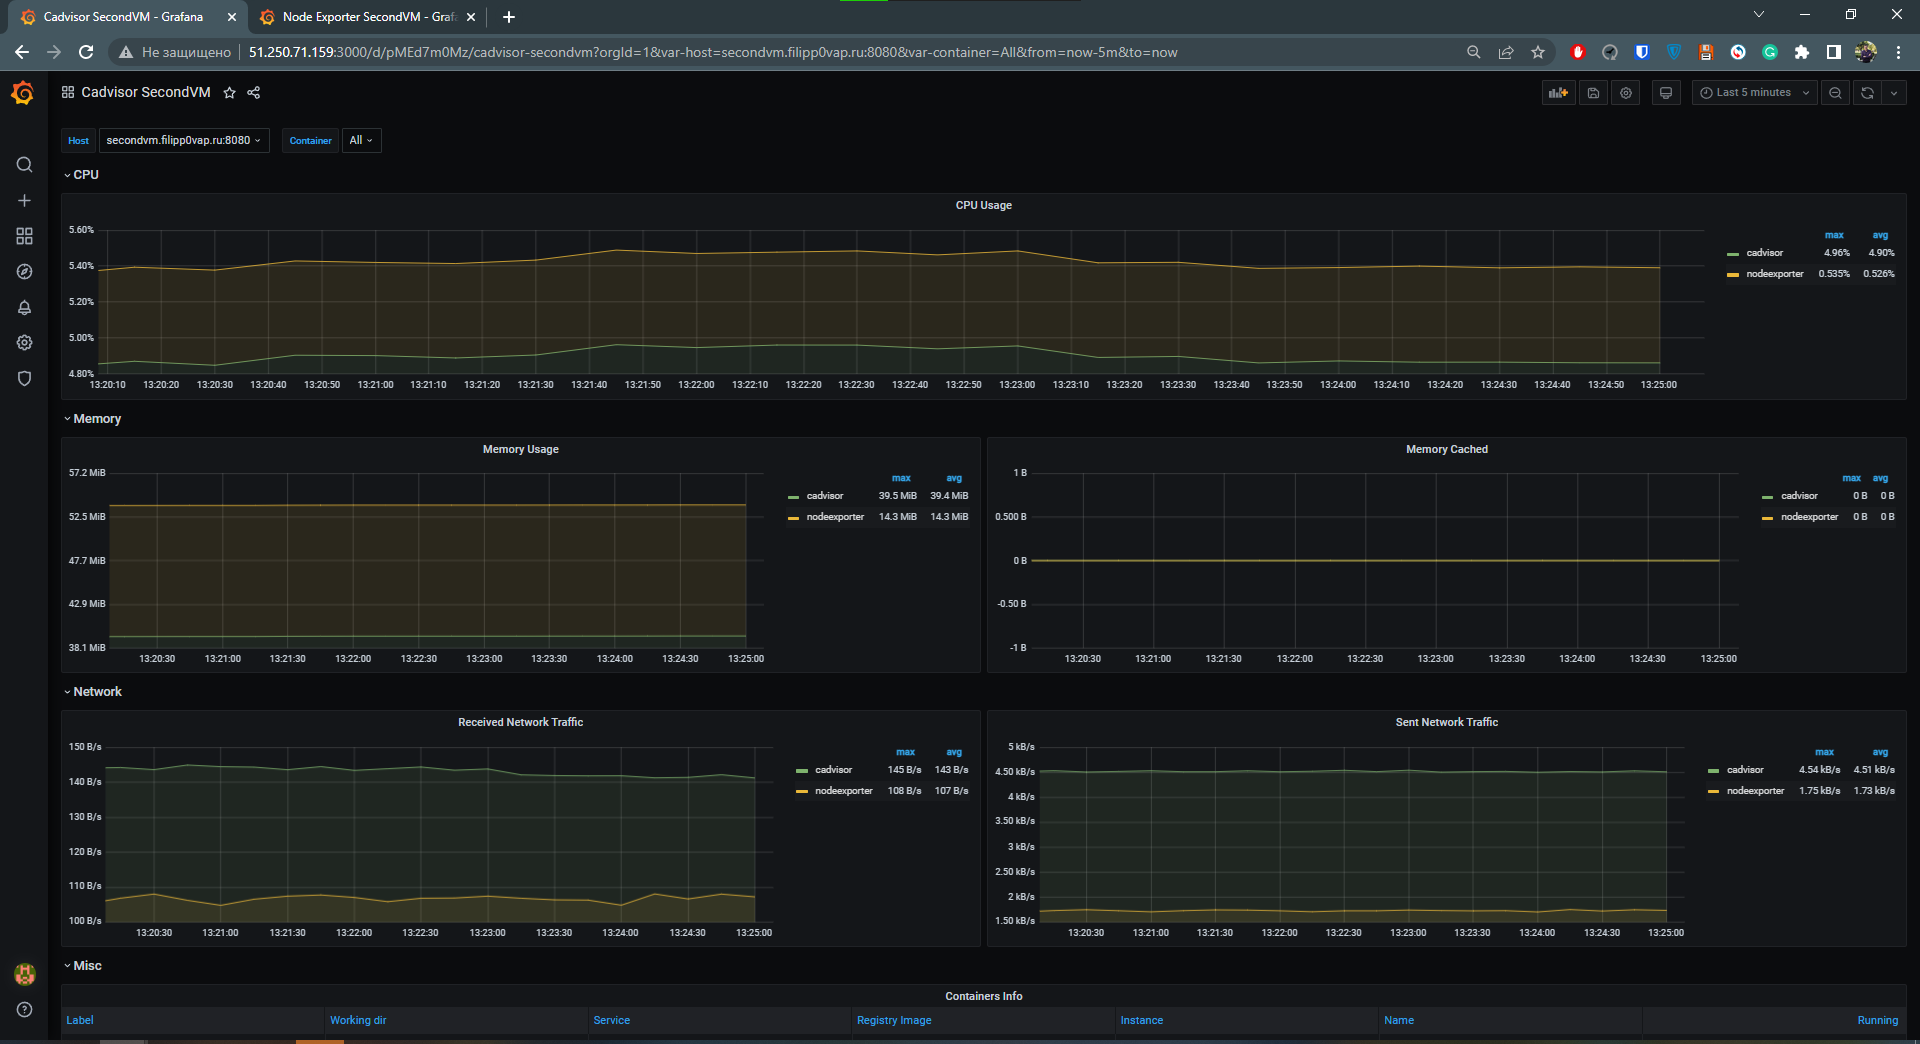 Cadvisor SecondVM - Grafana
Node Exporter SecondVM - Graf
Не защищено 51.250.71.159:3000/d/pMEd7m0Mz/cadvisor-secondvm?orgId=1&var-host=secondvm.filipp0vap.ru:8080&var-container=All&from=now-5m&to=now
Cadvisor SecondVM
Last 5 minutes
Host secondvm.filipp0vap.ru:8080 Container All
CPU
CPU Usage
5.60%
5.40%
5.20%
5.00%
4.80%
13:20:10 13:20:20 13:20:30 13:20:40 13:20:50 13:21:00 13:21:10 13:21:20 13:21:30 13:21:40 13:21:50 13:22:00 13:22:10 13:22:20 13:22:30 13:22:40 13:22:50 13:23:00 13:23:10 13:23:20 13:23:30 13:23:40 13:23:50 13:24:00 13:24:10 13:24:20 13:24:30 13:24:40 13:24:50 13:25:00
max avg
cadvisor 4.96% 4.90%
nodeexporter 0.535% 0.526%
Memory
Memory Usage
57.2 MiB
52.5 MiB
47.7 MiB
42.9 MiB
38.1 MiB
13:20:30 13:21:00 13:21:30 13:22:00 13:22:30 13:23:00 13:23:30 13:24:00 13:24:30 13:25:00
max avg
cadvisor 39.5 MiB 39.4 MiB
nodeexporter 14.3 MiB 14.3 MiB
Memory Cached
1 B
0.500 B
0 B
-0.50 B
-1 B
13:20:30 13:21:00 13:21:30 13:22:00 13:22:30 13:23:00 13:23:30 13:24:00 13:24:30 13:25:00
max avg
cadvisor 0 B 0 B
nodeexporter 0 B 0 B
Network
Received Network Traffic
150 B/s
140 B/s
130 B/s
120 B/s
110 B/s
100 B/s
13:20:30 13:21:00 13:21:30 13:22:00 13:22:30 13:23:00 13:23:30 13:24:00 13:24:30 13:25:00
max avg
cadvisor 145 B/s 143 B/s
nodeexporter 108 B/s 107 B/s
Sent Network Traffic
5 kB/s
4.50 kB/s
4 kB/s
3.50 kB/s
3 kB/s
2.50 kB/s
2 kB/s
1.50 kB/s
13:20:30 13:21:00 13:21:30 13:22:00 13:22:30 13:23:00 13:23:30 13:24:00 13:24:30 13:25:00
max avg
cadvisor 4.54 kB/s 4.51 kB/s
nodeexporter 1.75 kB/s 1.73 kB/s
Misc
Containers Info
Label Working dir Service Registry Image Instance Name Running